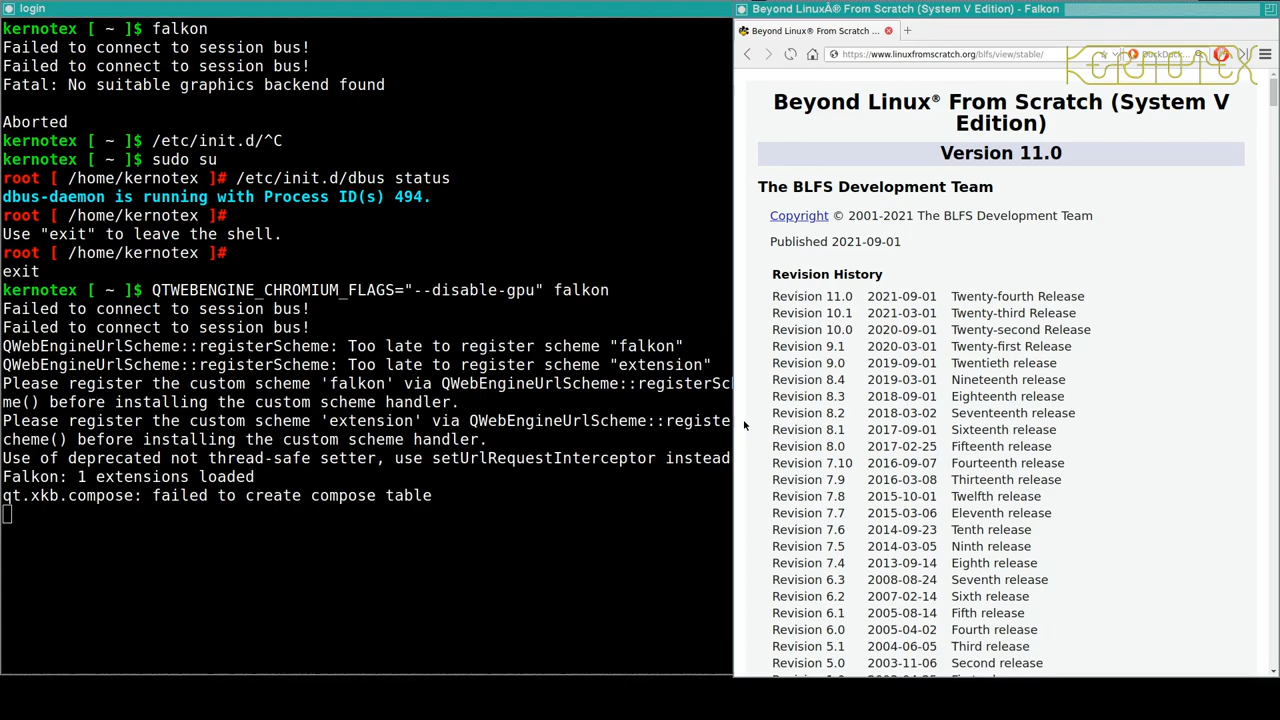 login
kernotex [ ~ ]$ falkon
Failed to connect to session bus!
Failed to connect to session bus!
Fatal: No suitable graphics backend found
Aborted
kernotex [ ~ ]$ /etc/init.d/^C
kernotex [ ~ ]$ sudo su
root [ /home/kernotex ]# /etc/init.d/dbus status
dbus-daemon is running with Process ID(s) 494.
root [ /home/kernotex ]#
Use "exit" to leave the shell.
root [ /home/kernotex ]#
exit
kernotex [ ~ ]$ QTWEBENGINE_CHROMIUM_FLAGS="--disable-gpu" falkon
Failed to connect to session bus!
Failed to connect to session bus!
QWebEngineUrlScheme::registerScheme: Too late to register scheme "falkon"
QWebEngineUrlScheme::registerScheme: Too late to register scheme "extension"
Please register the custom scheme 'falkon' via QWebEngineUrlScheme::registerSc
me() before installing the custom scheme handler.
Please register the custom scheme 'extension' via QWebEngineUrlScheme::registe
cheme() before installing the custom scheme handler.
Use of deprecated not thread-safe setter, use setUrlRequestInterceptor instead
Falkon: 1 extensions loaded
qt.xkb.compose: failed to create compose table
Beyond LinuxÂ® From Scratch (System V Edition) - Falkon
Beyond Linux® From Scratch ...
https://www.linuxfromscratch.org/blfs/view/stable/
DuckDuck...
KERNOTEX
Beyond Linux® From Scratch (System V
Edition)
Version 11.0
The BLFS Development Team
Copyright © 2001-2021 The BLFS Development Team
Published 2021-09-01
Revision History
Revision 11.0 2021-09-01 Twenty-fourth Release
Revision 10.1 2021-03-01 Twenty-third Release
Revision 10.0 2020-09-01 Twenty-second Release
Revision 9.1 2020-03-01 Twenty-first Release
Revision 9.0 2019-09-01 Twentieth release
Revision 8.4 2019-03-01 Nineteenth release
Revision 8.3 2018-09-01 Eighteenth release
Revision 8.2 2018-03-02 Seventeenth release
Revision 8.1 2017-09-01 Sixteenth release
Revision 8.0 2017-02-25 Fifteenth release
Revision 7.10 2016-09-07 Fourteenth release
Revision 7.9 2016-03-08 Thirteenth release
Revision 7.8 2015-10-01 Twelfth release
Revision 7.7 2015-03-06 Eleventh release
Revision 7.6 2014-09-23 Tenth release
Revision 7.5 2014-03-05 Ninth release
Revision 7.4 2013-09-14 Eighth release
Revision 6.3 2008-08-24 Seventh release
Revision 6.2 2007-02-14 Sixth release
Revision 6.1 2005-08-14 Fifth release
Revision 6.0 2005-04-02 Fourth release
Revision 5.1 2004-06-05 Third release
Revision 5.0 2003-11-06 Second release